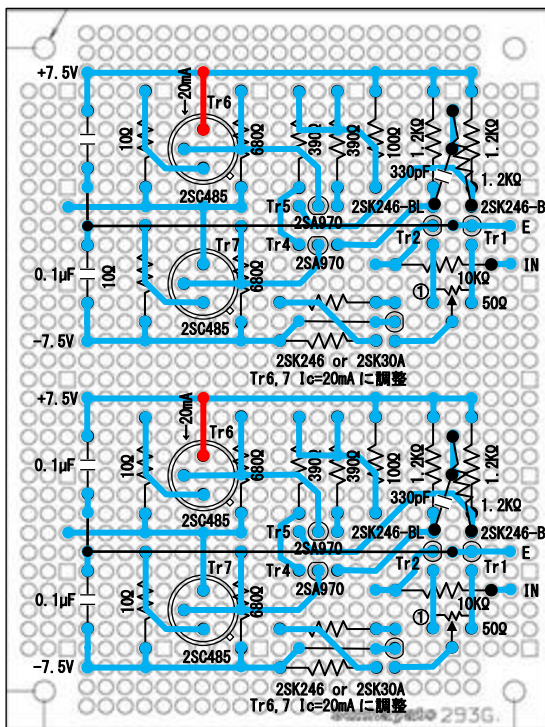 +7.5V
→20mA
Tr6
10Ω
680Ω
390Ω
390Ω
100Ω
1.2KΩ
1.2KΩ
330pF
1.2KΩ
2SC485
Tr5
2SA970
2SK246-BL
2SK246-B
Tr7
Tr4
2SA970
Tr2
Tr1
E
0.1μF
10Ω
680Ω
10KΩ
IN
①
50Ω
2SC485
-7.5V
2SK246 or 2SK30A
Tr6,7 Ic=20mAに調整
+7.5V
→20mA
Tr6
0.1μF
10Ω
680Ω
390Ω
390Ω
100Ω
1.2KΩ
1.2KΩ
330pF
1.2KΩ
2SC485
Tr5
2SA970
2SK246-BL
2SK246-B
Tr7
Tr4
2SA970
Tr2
Tr1
E
0.1μF
10Ω
680Ω
10KΩ
IN
①
50Ω
2SC485
-7.5V
2SK246 or 2SK30A
Tr6,7 Ic=20mAに調整
293G.